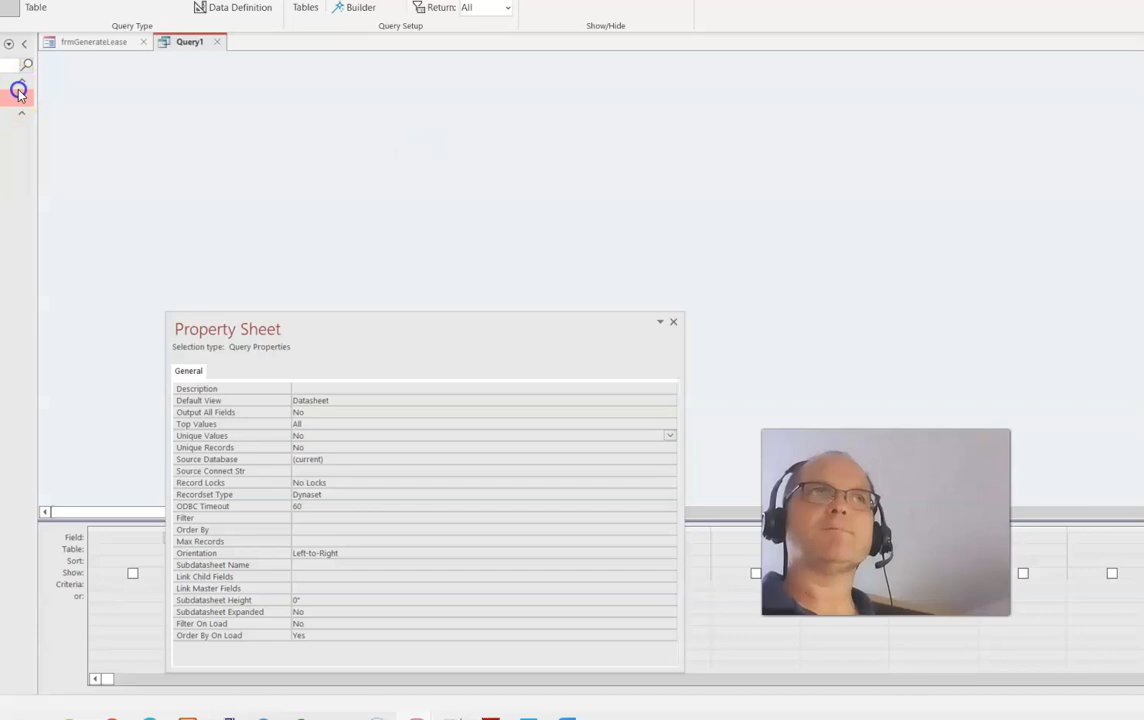 Table
Data Definition
Tables
Builder
Return: All
Query Type
Query Setup
Show/Hide
frmGenerateLease
Query1
Property Sheet
Selection type: Query Properties
General
Description
Default View Datasheet
Output All Fields No
Top Values All
Unique Values No
Unique Records No
Source Database (current)
Source Connect Str
Record Locks No Locks
Recordset Type Dynaset
ODBC Timeout 60
Filter
Order By
Max Records
Orientation Left-to-Right
Subdatasheet Name
Link Child Fields
Link Master Fields
Subdatasheet Height 0"
Subdatasheet Expanded No
Filter On Load No
Order By On Load Yes
Field:
Table:
Sort:
Show:
Criteria:
or: